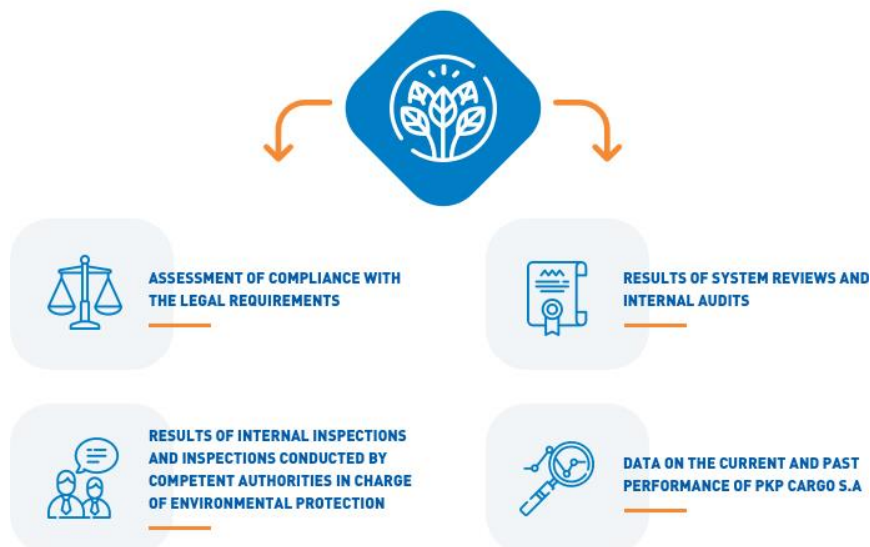 ASSESSMENT OF COMPLIANCE WITH
THE LEGAL REQUIREMENTS
RESULTS OF SYSTEM REVIEWS AND
INTERNAL AUDITS
RESULTS OF INTERNAL INSPECTIONS
AND INSPECTIONS CONDUCTED BY
COMPETENT AUTHORITIES IN CHARGE
OF ENVIRONMENTAL PROTECTION
DATA ON THE CURRENT AND PAST
PERFORMANCE OF PKP CARGO S.A